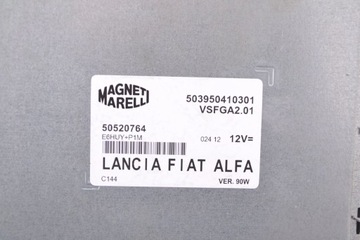 MAGNETI MARELLI
503950410301
VSFGA2.01
50520764
E6HUY+P1M
024 12 12V=
LANCIA FIAT ALFA
C144 VER. 90W